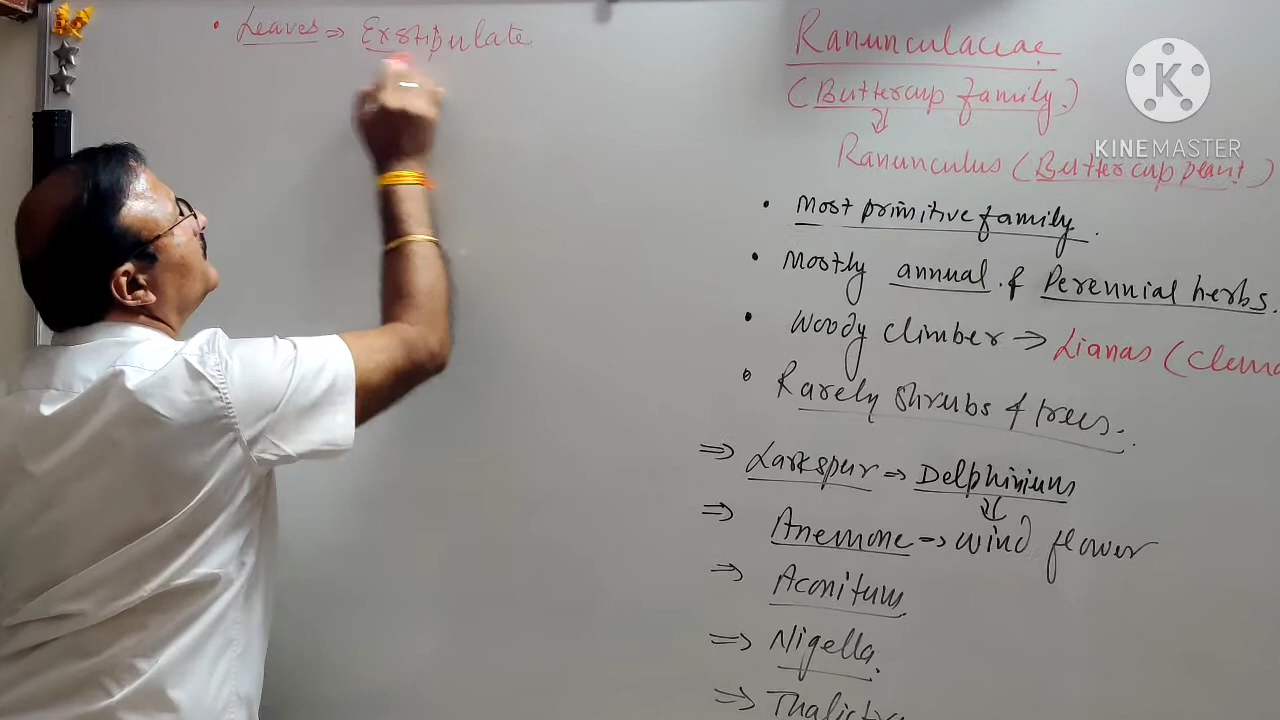 • Leaves ⇒ Exstipulate
Ranunculaceae
(Buttercup family)
Ranunculus (Buttercup plant)
• Most primitive family.
• Mostly annual & Perennial herbs.
• Woody climber → Lianas (Clema
• Rarely shrubs & trees.
⇒ Larkspur ⇒ Delphinium
⇒ Anemone ⇒ wind flower
⇒ Aconitum
⇒ Nigella.
⇒ Thalictr
K
KINEMASTER